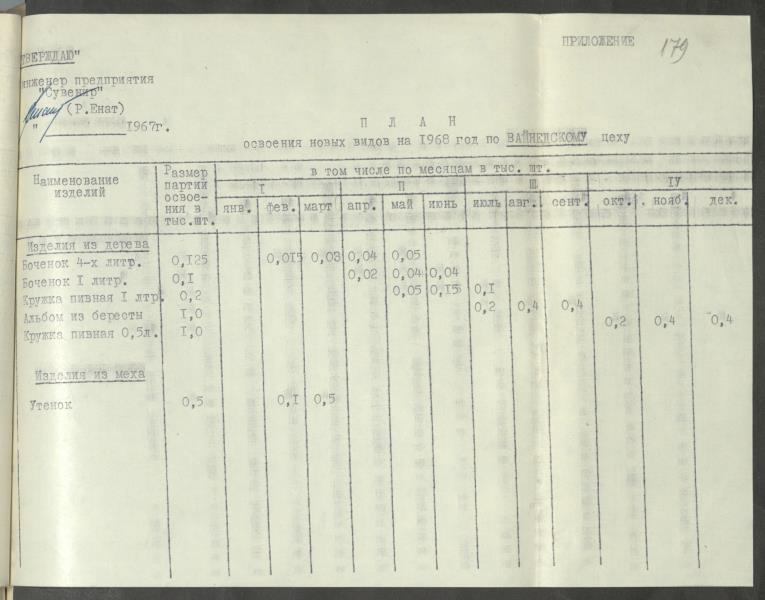 ПРИЛОЖЕНИЕ 179
ТВЕРЖДАЮ"
инженер предприятия
"Сувенир"
(Р.Енат)
" 1967г.
ПЛАН
освоения новых видов на 1968 год по ВАЙНЕДСКОМУ цеху
Наименование изделий Размер партии освоения в тыс.шт. в том числе по месяцам в тыс. шт.
I П Ш IУ
янв. фев. март апр. май июнь июль авг. сент. окт. нояб. дек.
Изделия из дерева
Боченок 4-х литр. 0,125 0,015 0,03 0,04 0,05
Боченок I литр. 0,I 0,02 0,04 0,04
Кружка пивная I лтр. 0,2 0,05 0,15 0,I
Альбом из бересты I,0 0,2 0,4 0,4
Кружка пивная 0,5л. I,0 0,2 0,4 0,4
Изделия из меха
Утенок 0,5 0,I 0,5